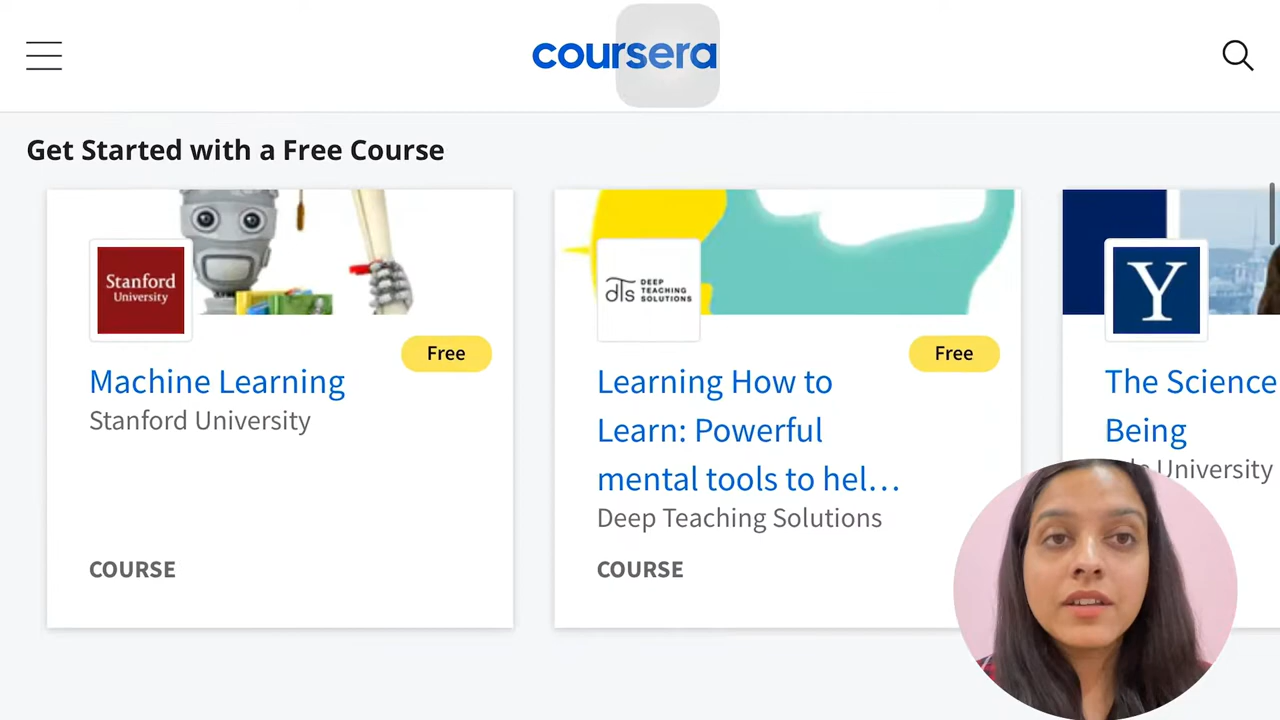 coursera
Get Started with a Free Course
Stanford
University
Free
Machine Learning
Stanford University
COURSE
DEEP
dTs TEACHING
SOLUTIONS
Free
Learning How to
Learn: Powerful
mental tools to hel…
Deep Teaching Solutions
COURSE
Y
The Science
Being
University